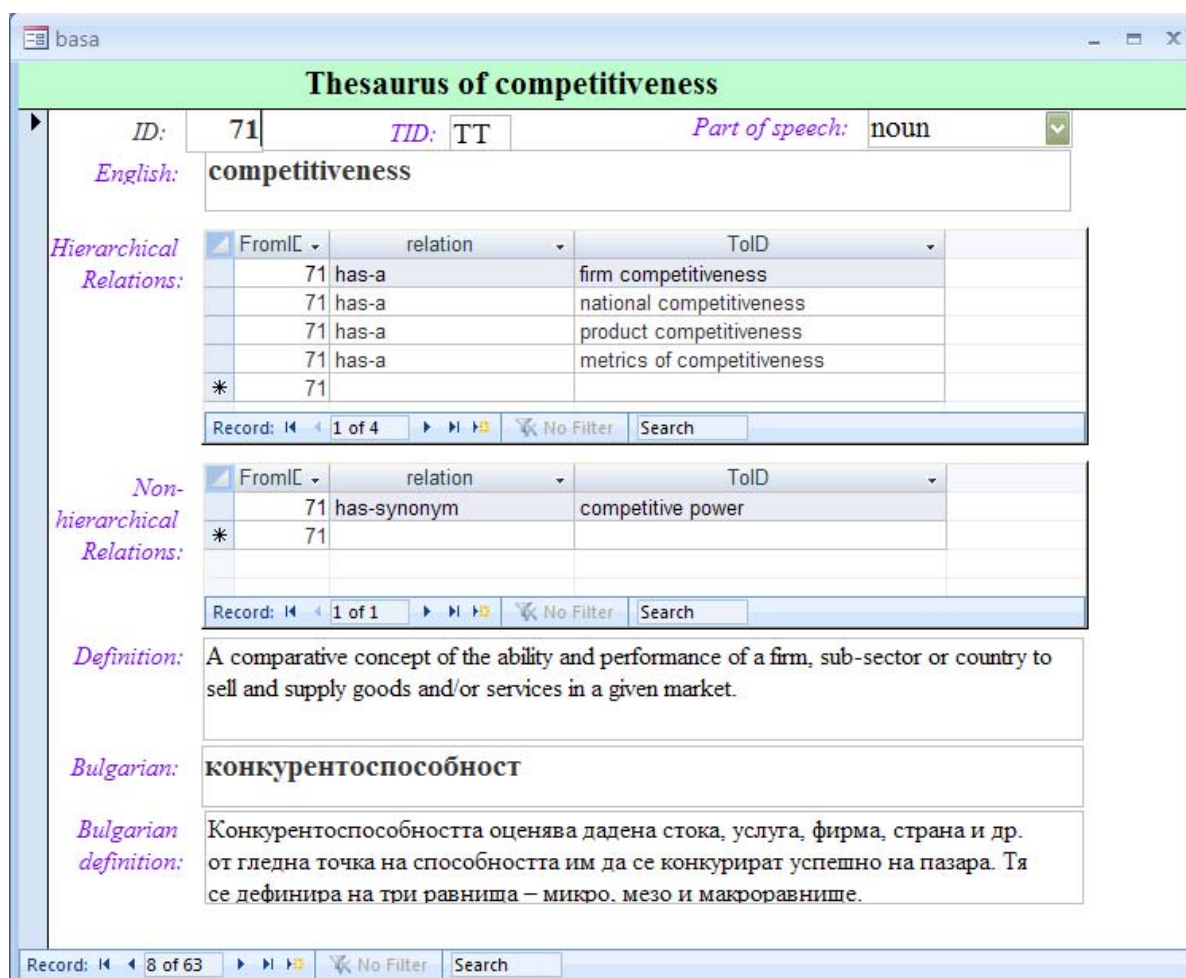 basa
Thesaurus of competitiveness
ID: 71 TID: TT Part of speech: noun
English: competitiveness
Hierarchical Relations:
FromID relation ToID
71 has-a firm competitiveness
71 has-a national competitiveness
71 has-a product competitiveness
71 has-a metrics of competitiveness
* 71
Record: 1 of 4 No Filter Search
Non-hierarchical Relations:
FromID relation ToID
71 has-synonym competitive power
* 71
Record: 1 of 1 No Filter Search
Definition: A comparative concept of the ability and performance of a firm, sub-sector or country to
sell and supply goods and/or services in a given market.
Bulgarian: конкурентоспособност
Bulgarian definition: Конкурентоспособността оценява дадена стока, услуга, фирма, страна и др.
от гледна точка на способността им да се конкурират успешно на пазара. Тя
се дефинира на три равнища – микро, мезо и макроравнище.
Record: 8 of 63 No Filter Search